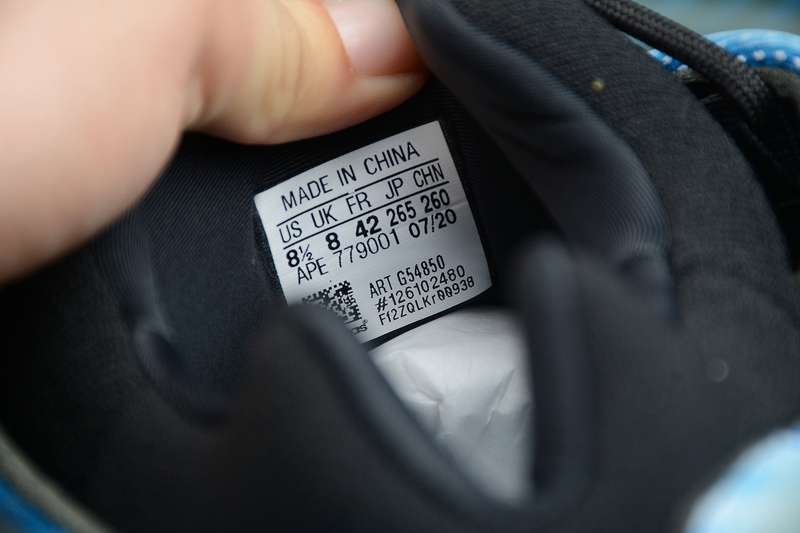 MADE IN CHINA
US UK FR JP CHN
8½ 8 42 265 260
APE 779001 07/20
ART G54850
#126102480
F12ZQLKr00938